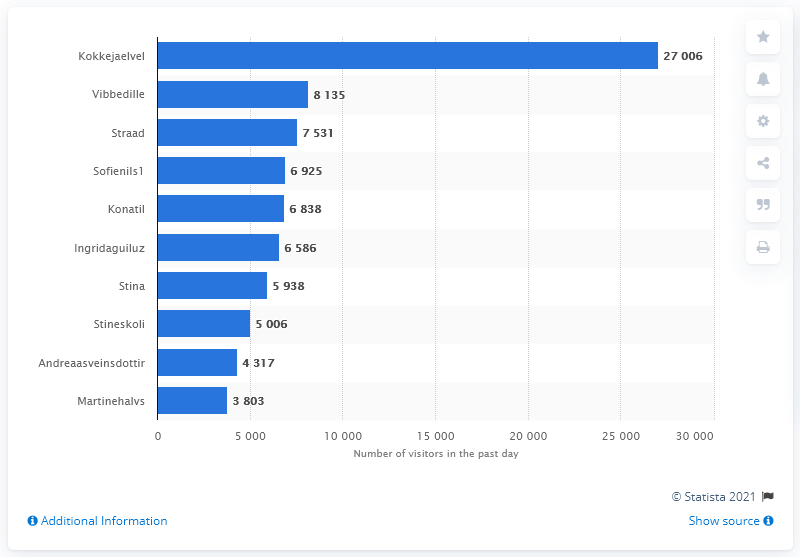 Kokkejaelvel 27 006
Vibbedille 8 135
Straad 7 531
Sofienils1 6 925
Konatil 6 838
Ingridaguiluz 6 586
Stina 5 938
Stineskoli 5 006
Andreaasveinsdottir 4 317
Martinehalvs 3 803
0 5 000 10 000 15 000 20 000 25 000 30 000
Number of visitors in the past day
© Statista 2021
Additional Information Show source